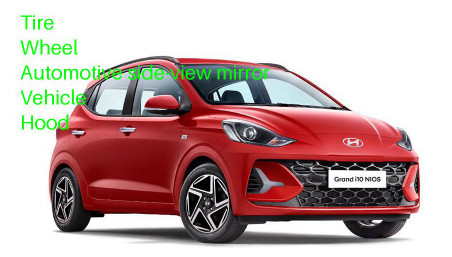 Tire
Wheel
Automotive side-view mirror
Vehicle
Hood
Grand i10 NIOS